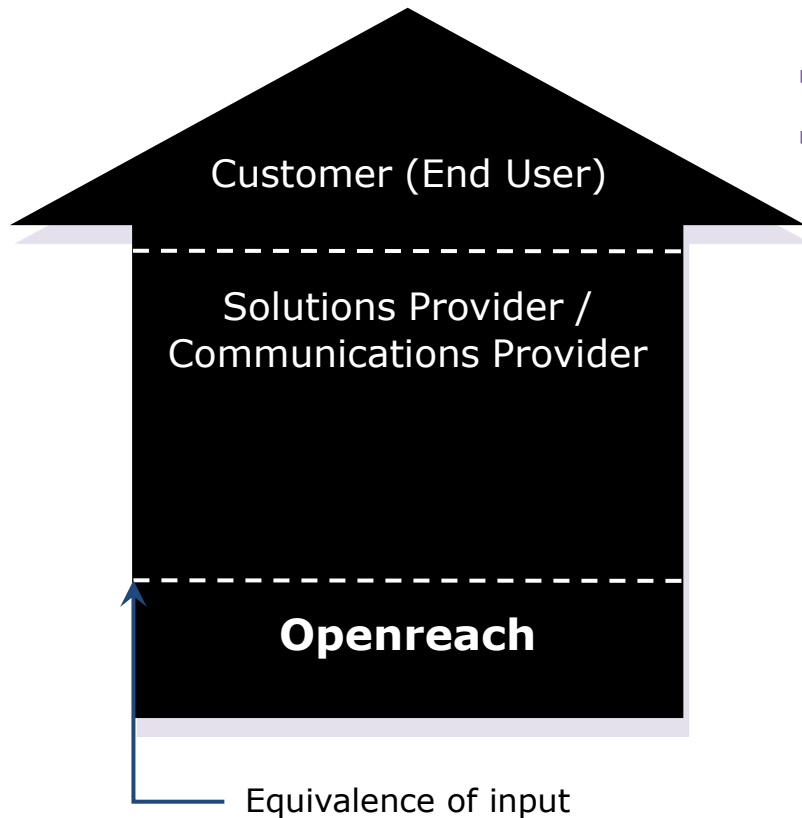 Customer (End User)
Solutions Provider /
Communications Provider
Openreach
Equivalence of input